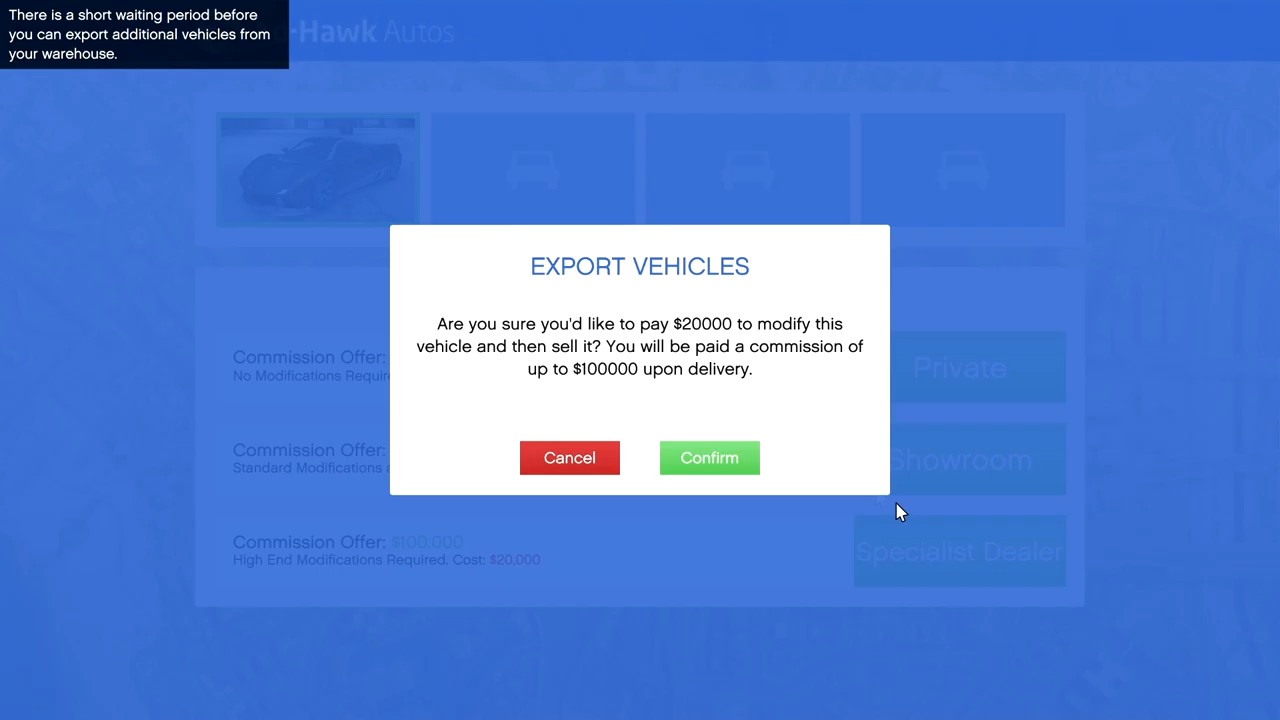 There is a short waiting period before
you can export additional vehicles from
your warehouse.
-Hawk Autos
EXPORT VEHICLES
Are you sure you'd like to pay $20000 to modify this
vehicle and then sell it? You will be paid a commission of
up to $100000 upon delivery.
Cancel
Confirm
Commission Offer:
No Modifications
Private
Commission Offer:
Standard Modifications
Showroom
Commission Offer: $100,000
High End Modifications Required. Cost: $20,000
Specialist Dealer